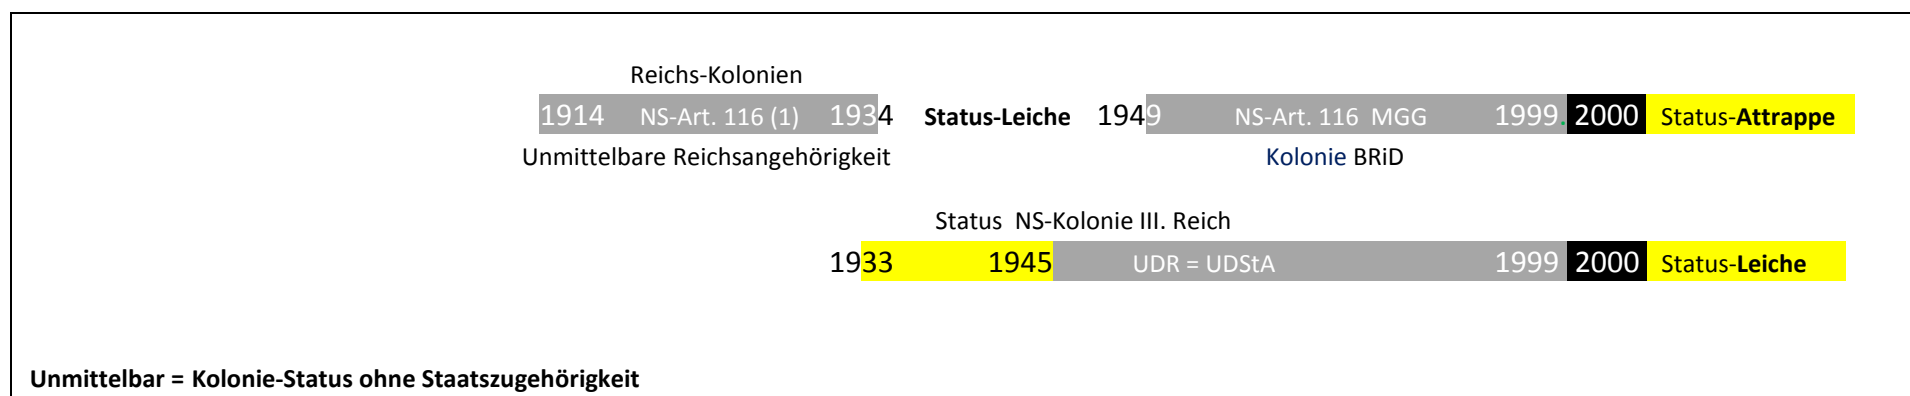 Reichs-Kolonien
1914 NS-Art. 116 (1) 1934 Status-Leiche 1949 NS-Art. 116 MGG 1999. 2000 Status-Attrappe
Unmittelbare Reichsangehörigkeit Kolonie BRiD
Status NS-Kolonie III. Reich
1933 1945 UDR = UDStA 1999 2000 Status-Leiche
Unmittelbar = Kolonie-Status ohne Staatszugehörigkeit